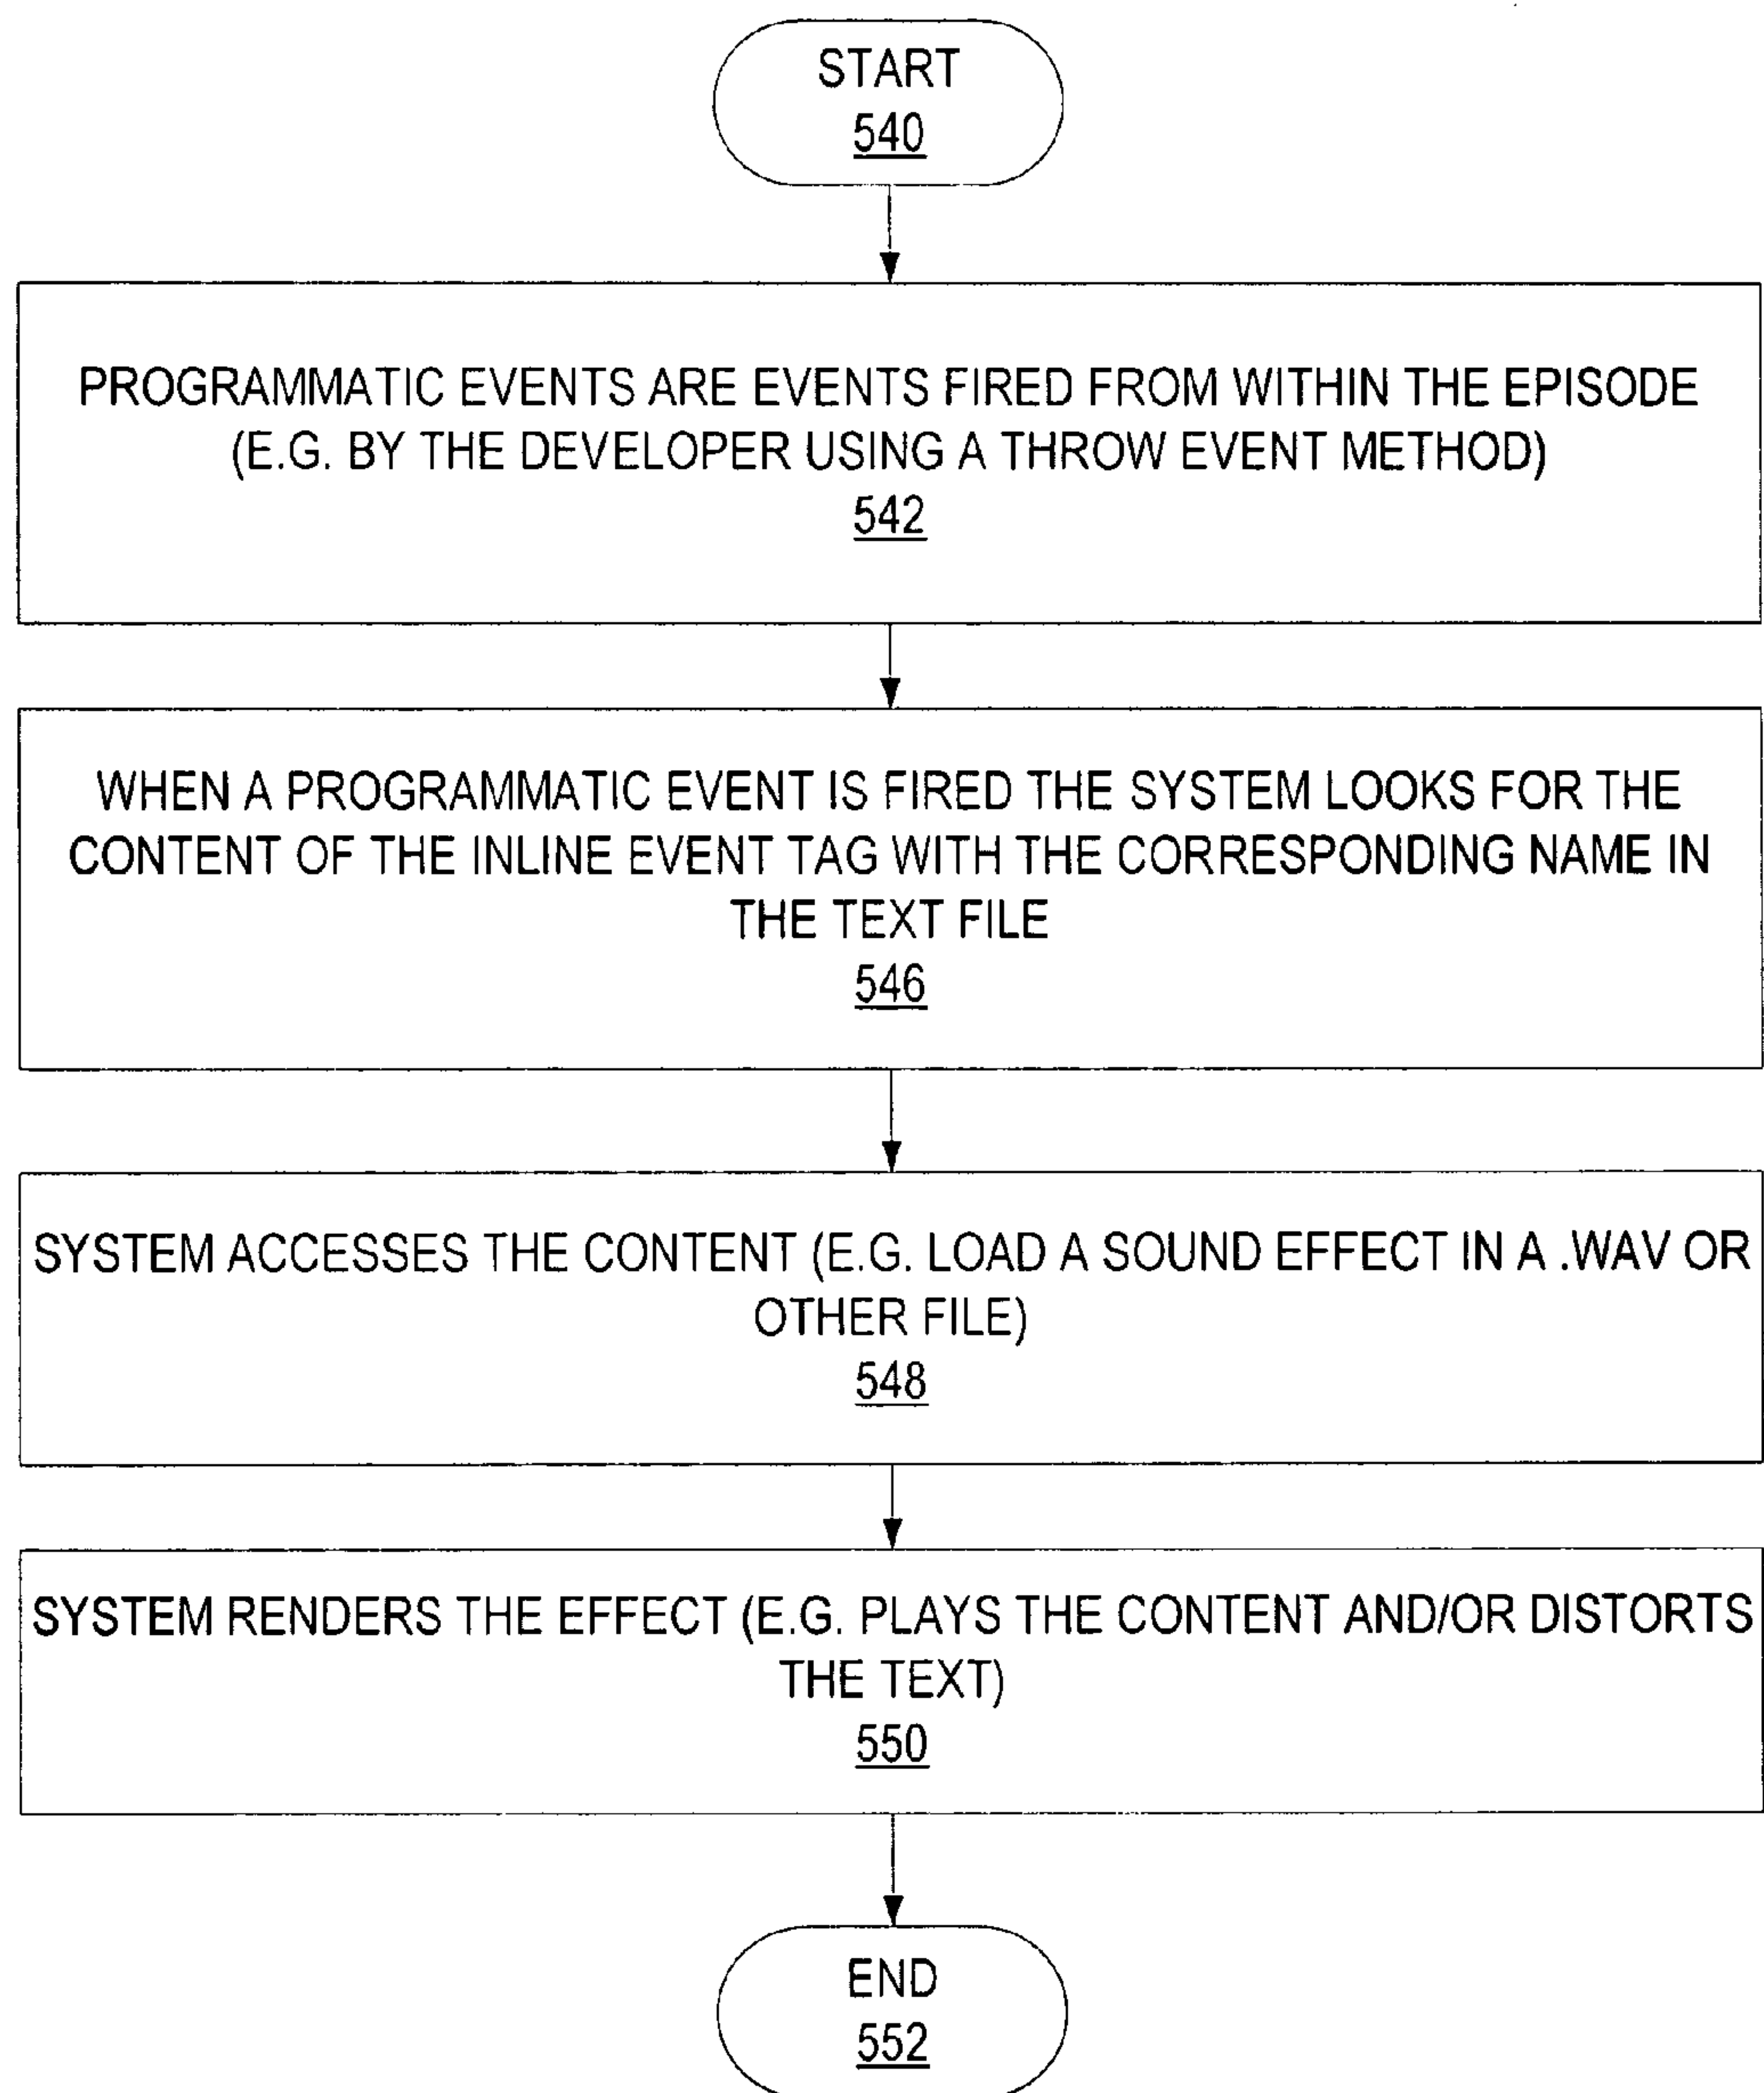 START
540
PROGRAMMATIC EVENTS ARE EVENTS FIRED FROM WITHIN THE EPISODE
(E.G. BY THE DEVELOPER USING A THROW EVENT METHOD)
542
WHEN A PROGRAMMATIC EVENT IS FIRED THE SYSTEM LOOKS FOR THE
CONTENT OF THE INLINE EVENT TAG WITH THE CORRESPONDING NAME IN
THE TEXT FILE
546
SYSTEM ACCESSES THE CONTENT (E.G. LOAD A SOUND EFFECT IN A .WAV OR
OTHER FILE)
548
SYSTEM RENDERS THE EFFECT (E.G. PLAYS THE CONTENT AND/OR DISTORTS
THE TEXT)
550
END
552